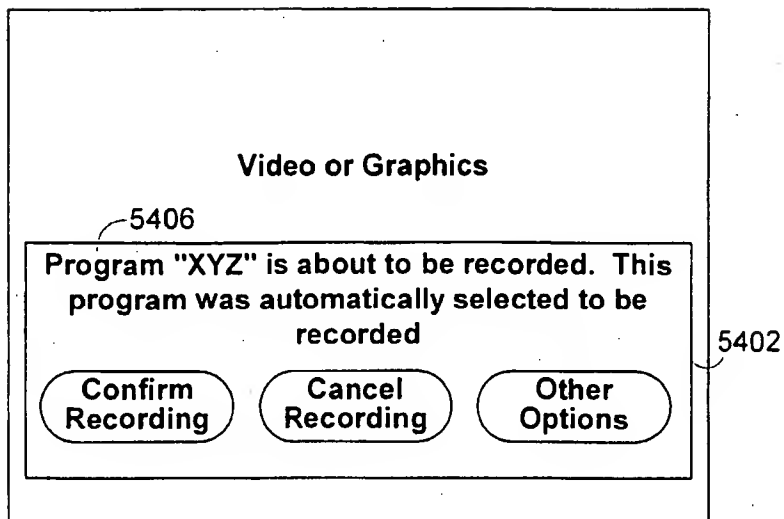 Video or Graphics
5406
Program "XYZ" is about to be recorded. This
program was automatically selected to be
recorded
5402
Confirm
Recording
Cancel
Recording
Other
Options